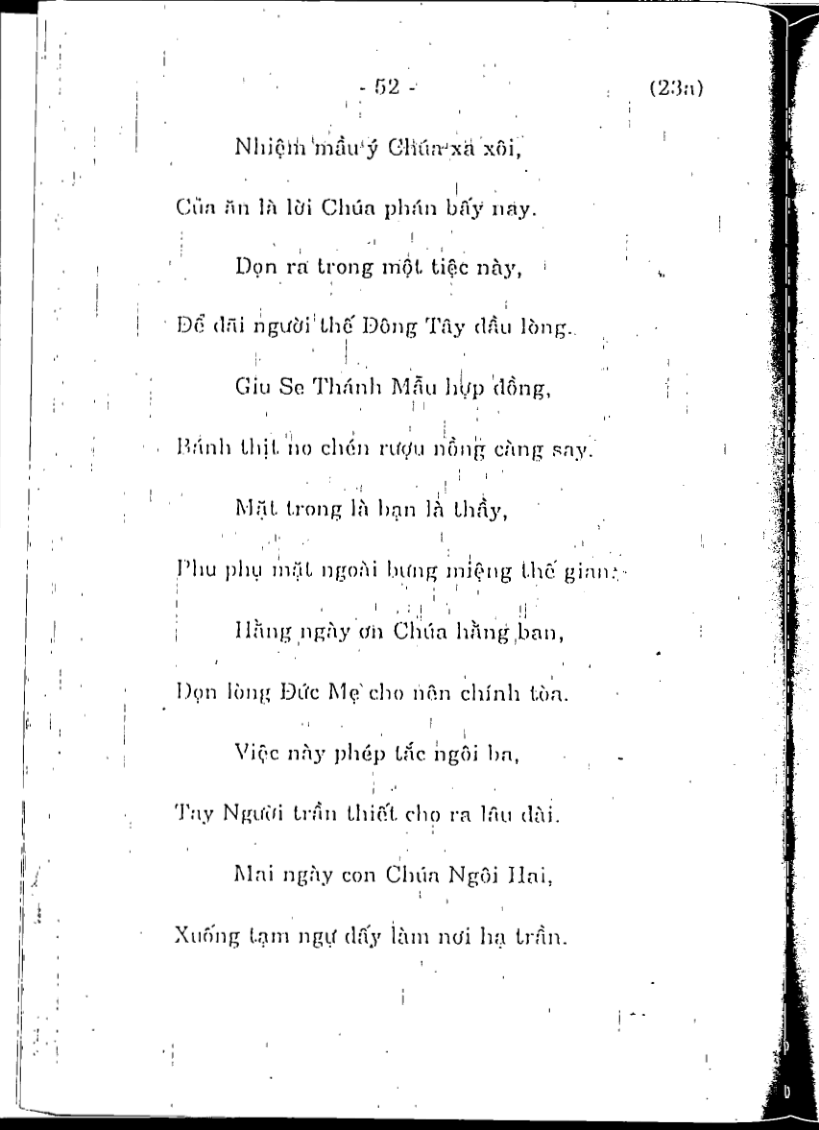 - 52 - (23a)
Nhiệm mầu ý Chúa xa xôi,
Của ăn là lời Chúa phán bấy nay.
Dọn ra trong một tiệc này,
Để dãi người thế Đông Tây dầu lòng.
Giu Se Thánh Mẫu hợp đồng,
Bánh thịt no chén rượu nồng càng say.
Mặt trong là bạn là thầy,
Phu phụ mặt ngoài bưng miệng thế gian.
Hằng ngày ơn Chúa hằng ban,
Dọn lòng Đức Mẹ cho nên chính tòa.
Việc này phép tắc ngôi ba,
Tay Người trần thiết cho ra lâu dài.
Mai ngày con Chúa Ngôi Hai,
Xuống tạm ngự dấy làm nơi hạ trần.